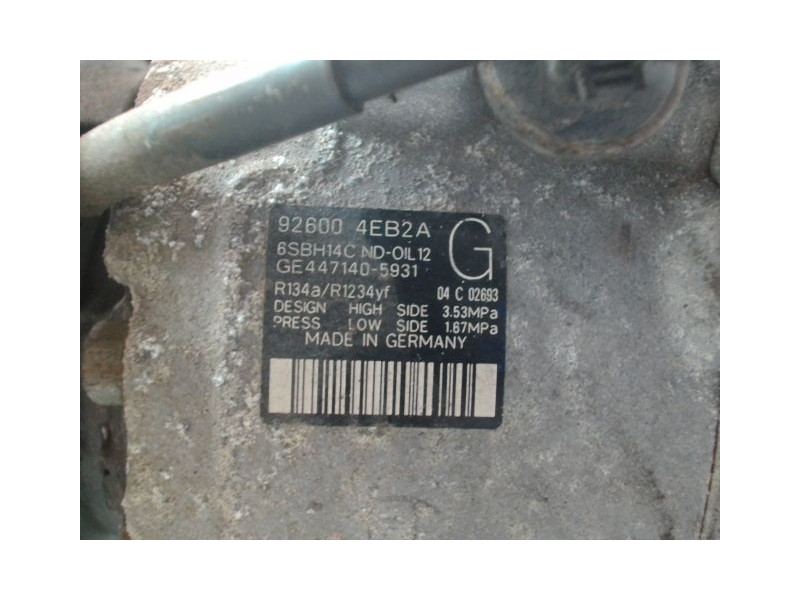 92600 4EB2A
6SBH14C ND-OIL12
G
GE447140-5931
R134a/R1234yf 04 C 02693
DESIGN HIGH SIDE 3.53MPa
PRESS LOW SIDE 1.67MPa
MADE IN GERMANY